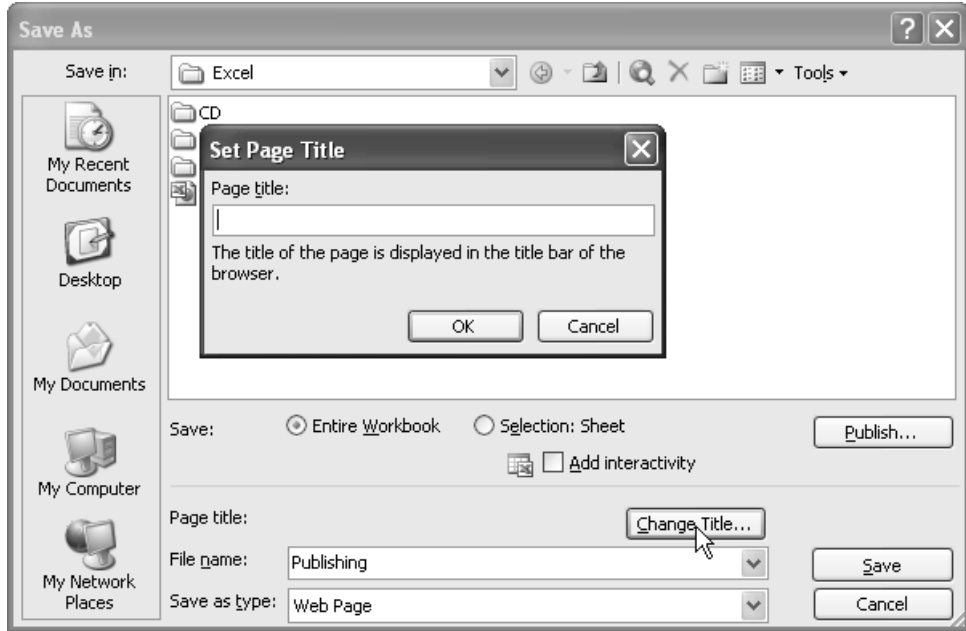 Save As
Save in:
Excel
Tools
My Recent
Documents
Desktop
My Documents
My Computer
My Network
Places
CD
Set Page Title
Page title:
The title of the page is displayed in the title bar of the
browser.
OK
Cancel
Save:
Entire Workbook
Selection: Sheet
Publish...
Add interactivity
Page title:
Change Title...
File name:
Publishing
Save
Save as type:
Web Page
Cancel